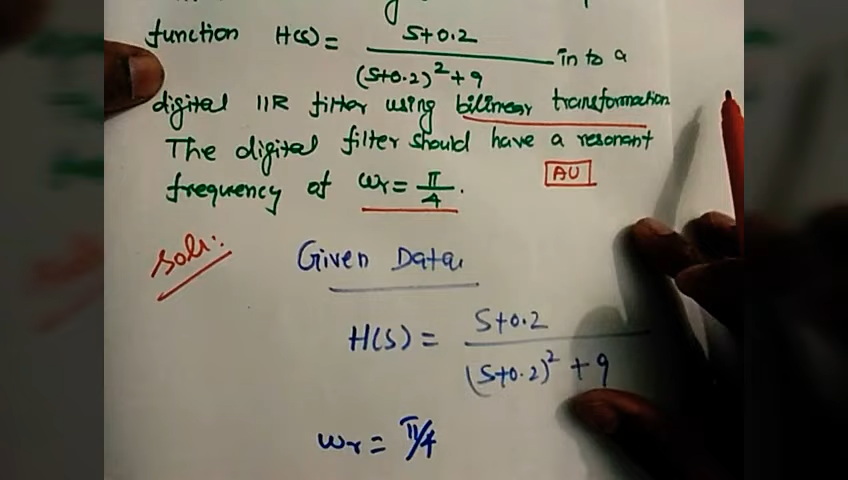 function H(s) = s+0.2 / (s+0.2)² + 9 in to a
digital IIR filter using bilinear transformation
The digital filter should have a resonant
frequency of ωr = π/4. AU
Soln:
Given Data.
H(s) = s+0.2 / (s+0.2)² + 9
ωr = π/4